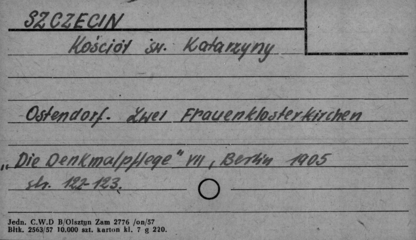 SZCZECIN
Kościół św. Katarzyny
Ostendorf. Zwei Frauenklosterkirchen
„Die Denkmalpflege" VII, Berlin 1905
str. 122-123.
Jedn. C.W.D B/Olsztyn Zam 2776 /on/57
Bltk. 2563/57 10.000 szt. karton kl. 7 g 220.